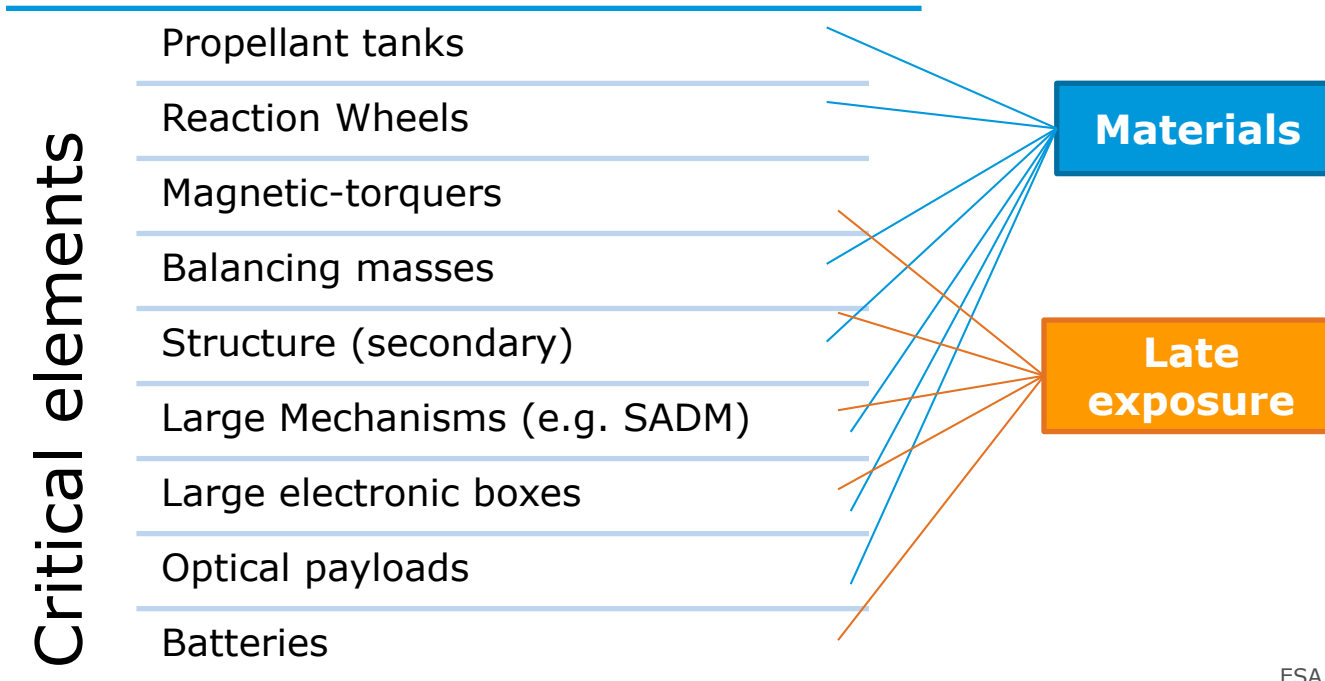 Critical elements
Propellant tanks
Reaction Wheels
Magnetic-torquers
Balancing masses
Structure (secondary)
Large Mechanisms (e.g. SADM)
Large electronic boxes
Optical payloads
Batteries
Materials
Late
exposure
ESA